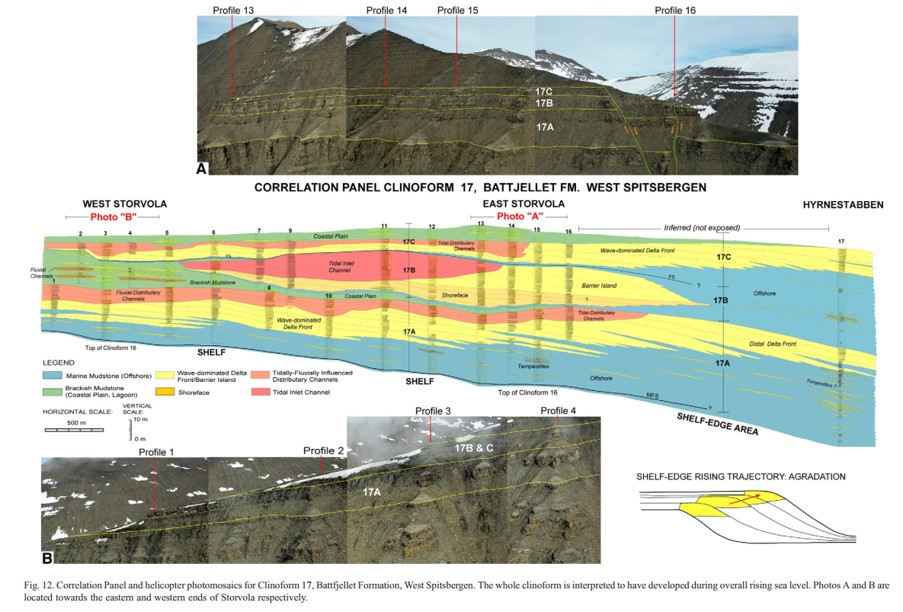 Profile 13
Profile 14
Profile 15
Profile 16
17C
17B
17A
A
CORRELATION PANEL CLINOFORM 17, BATTJELLET FM. WEST SPITSBERGEN
WEST STORVOLA
Photo "B"
EAST STORVOLA
Photo "A"
HYRNESTABBEN
Inferred (not exposed)
2
3
4
5
6
7
9
11
12
13
14
15
16
17
Coastal Plain
17C
Tidal-Distributary
Channels
Wave-dominated Delta Front
17C
FS
Fluvial
Channels
1
Tidal Inlet
Channel
17B
FS
?
Offshore
Brackish Mudstone
8
Barrier Island
Fluvial-Distributary
Channels
10
Coastal Plain
Shoreface
?
17B
Tidal-Distributary
Channels
Wave-dominated
Delta Front
17A
Distal Delta Front
Top of Clinoform 16
SHELF
17A
Tempestites
Offshore
Tempestites ?
SHELF
Top of Clinoform 16
MFS
?
SHELF-EDGE AREA
LEGEND
Marine Mudstone (Offshore)
Wave-dominated Delta
Front/Barrier Island
Tidally-Fluvially Influenced
Distributary Channels
Brackish Mudstone
(Coastal Plain, Lagoon)
Shoreface
Tidal Inlet Channel
HORIZONTAL SCALE:
500 m
VERTICAL
SCALE:
10 m
0 m
Profile 1
Profile 2
Profile 3
Profile 4
17B & C
17A
B
SHELF-EDGE RISING TRAJECTORY: AGRADATION
Fig. 12. Correlation Panel and helicopter photomosaics for Clinoform 17, Battfjellet Formation, West Spitsbergen. The whole clinoform is interpreted to have developed during overall rising sea level. Photos A and B are
located towards the eastern and western ends of Storvola respectively.